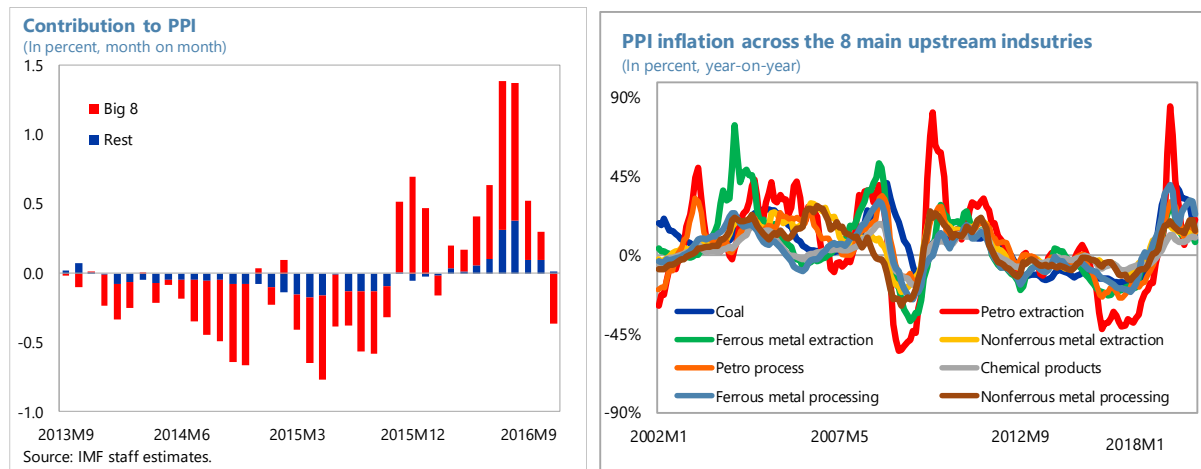 Contribution to PPI
(In percent, month on month)
1.5
1.0
0.5
0.0
-0.5
-1.0
Big 8
Rest
2013M9 2014M6 2015M3 2015M12 2016M9
Source: IMF staff estimates.
PPI inflation across the 8 main upstream indsutries
(In percent, year-on-year)
90%
45%
0%
-45%
-90%
Coal Petro extraction
Ferrous metal extraction Nonferrous metal extraction
Petro process Chemical products
Ferrous metal processing Nonferrous metal processing
2002M1 2007M5 2012M9 2018M1